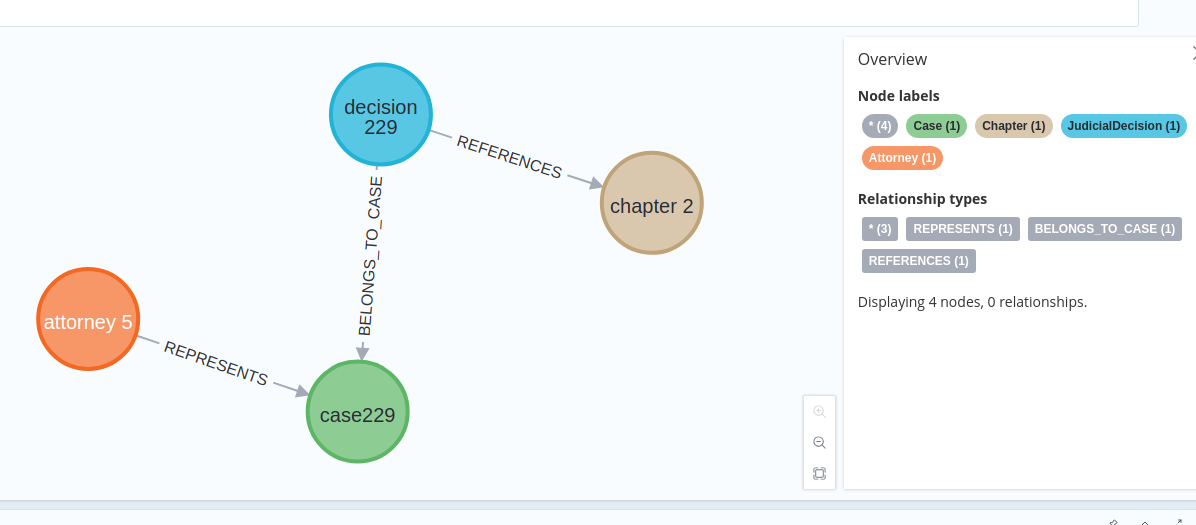 decision
229
REFERENCES
chapter 2
BELONGS_TO_CASE
attorney 5
REPRESENTS
case229
Overview
Node labels
* (4) Case (1) Chapter (1) JudicialDecision (1)
Attorney (1)
Relationship types
* (3) REPRESENTS (1) BELONGS_TO_CASE (1)
REFERENCES (1)
Displaying 4 nodes, 0 relationships.